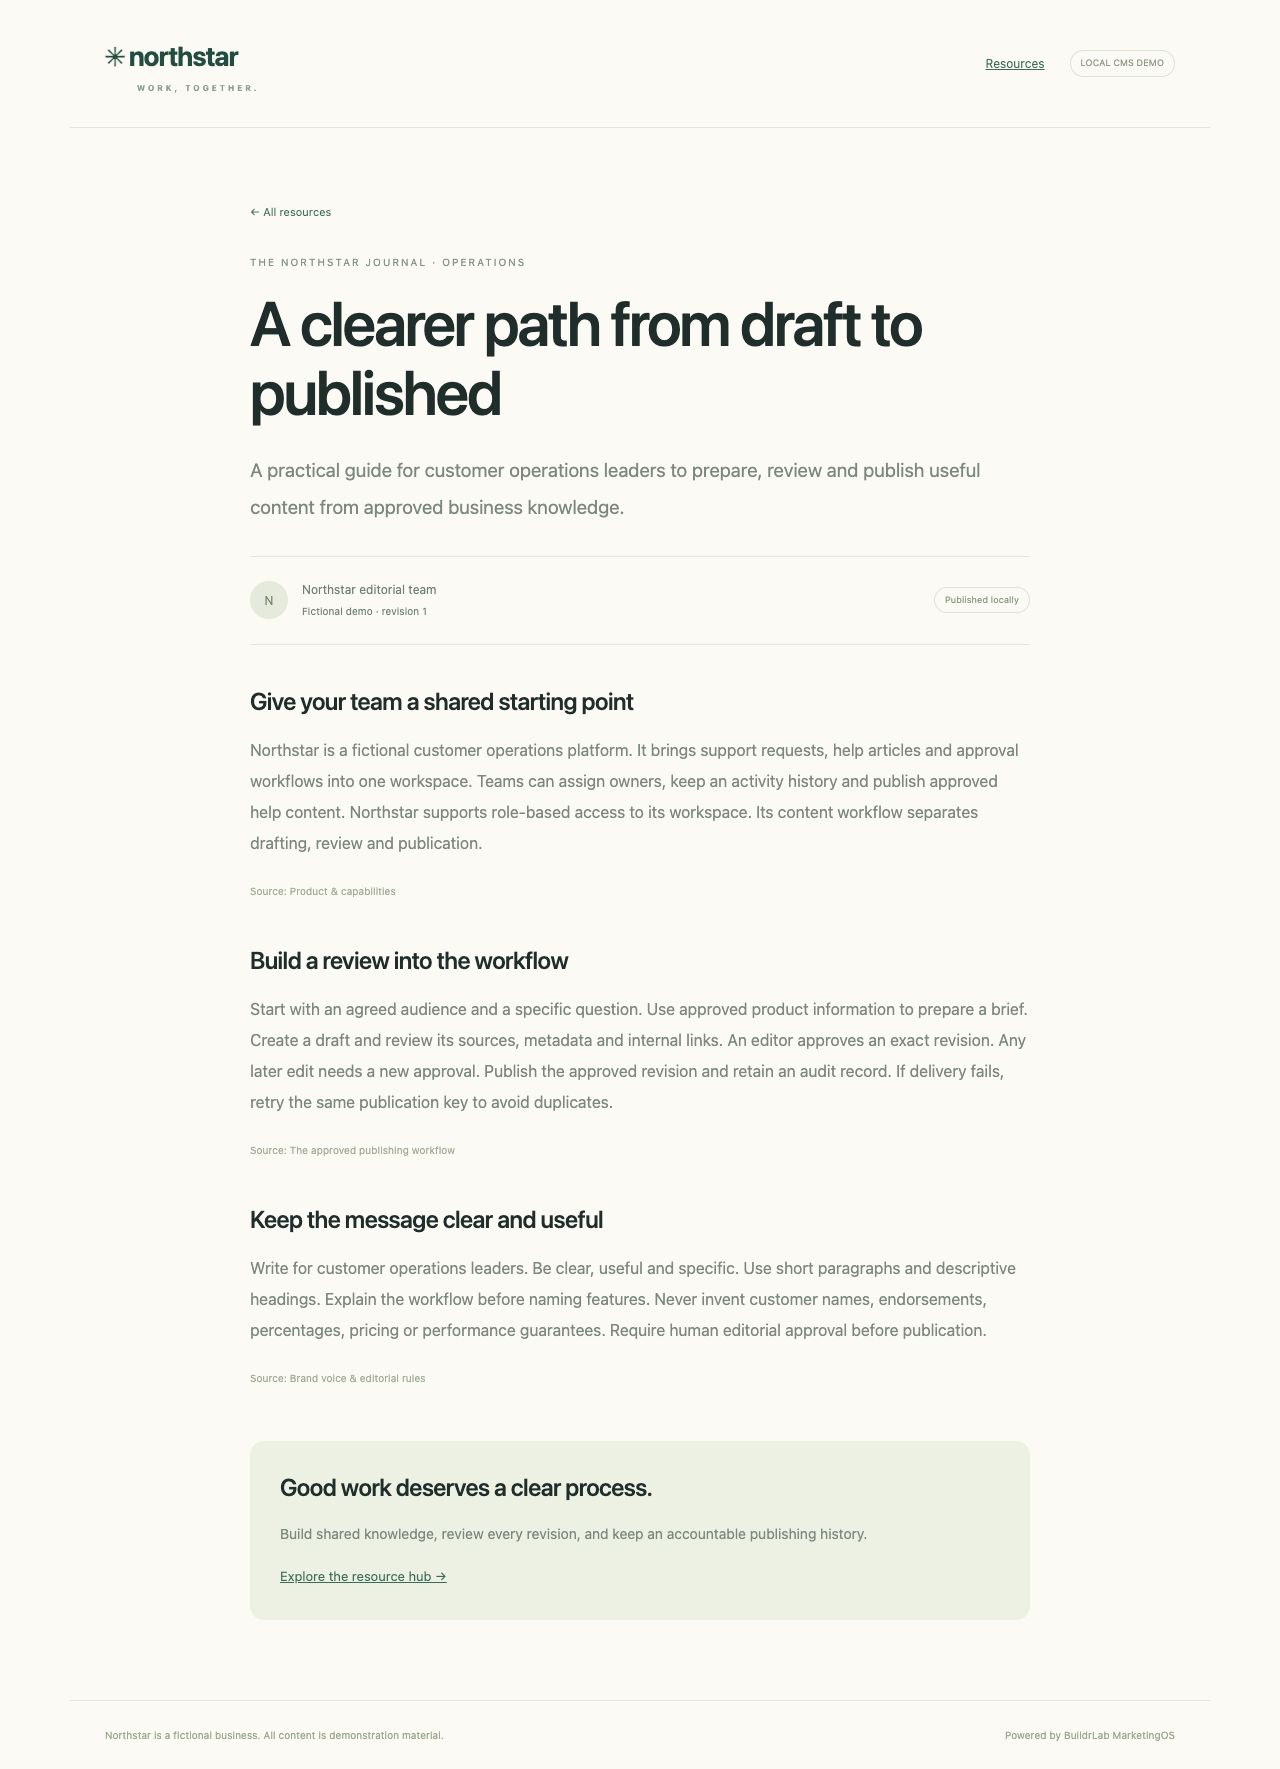 northstar
WORK, TOGETHER.
Resources
LOCAL CMS DEMO
← All resources
THE NORTHSTAR JOURNAL · OPERATIONS
A clearer path from draft to
published
A practical guide for customer operations leaders to prepare, review and publish useful
content from approved business knowledge.
N
Northstar editorial team
Fictional demo · revision 1
Published locally
Give your team a shared starting point
Northstar is a fictional customer operations platform. It brings support requests, help articles and approval
workflows into one workspace. Teams can assign owners, keep an activity history and publish approved
help content. Northstar supports role-based access to its workspace. Its content workflow separates
drafting, review and publication.
Source: Product & capabilities
Build a review into the workflow
Start with an agreed audience and a specific question. Use approved product information to prepare a brief.
Create a draft and review its sources, metadata and internal links. An editor approves an exact revision. Any
later edit needs a new approval. Publish the approved revision and retain an audit record. If delivery fails,
retry the same publication key to avoid duplicates.
Source: The approved publishing workflow
Keep the message clear and useful
Write for customer operations leaders. Be clear, useful and specific. Use short paragraphs and descriptive
headings. Explain the workflow before naming features. Never invent customer names, endorsements,
percentages, pricing or performance guarantees. Require human editorial approval before publication.
Source: Brand voice & editorial rules
Good work deserves a clear process.
Build shared knowledge, review every revision, and keep an accountable publishing history.
Explore the resource hub →
Northstar is a fictional business. All content is demonstration material.
Powered by BuildrLab MarketingOS